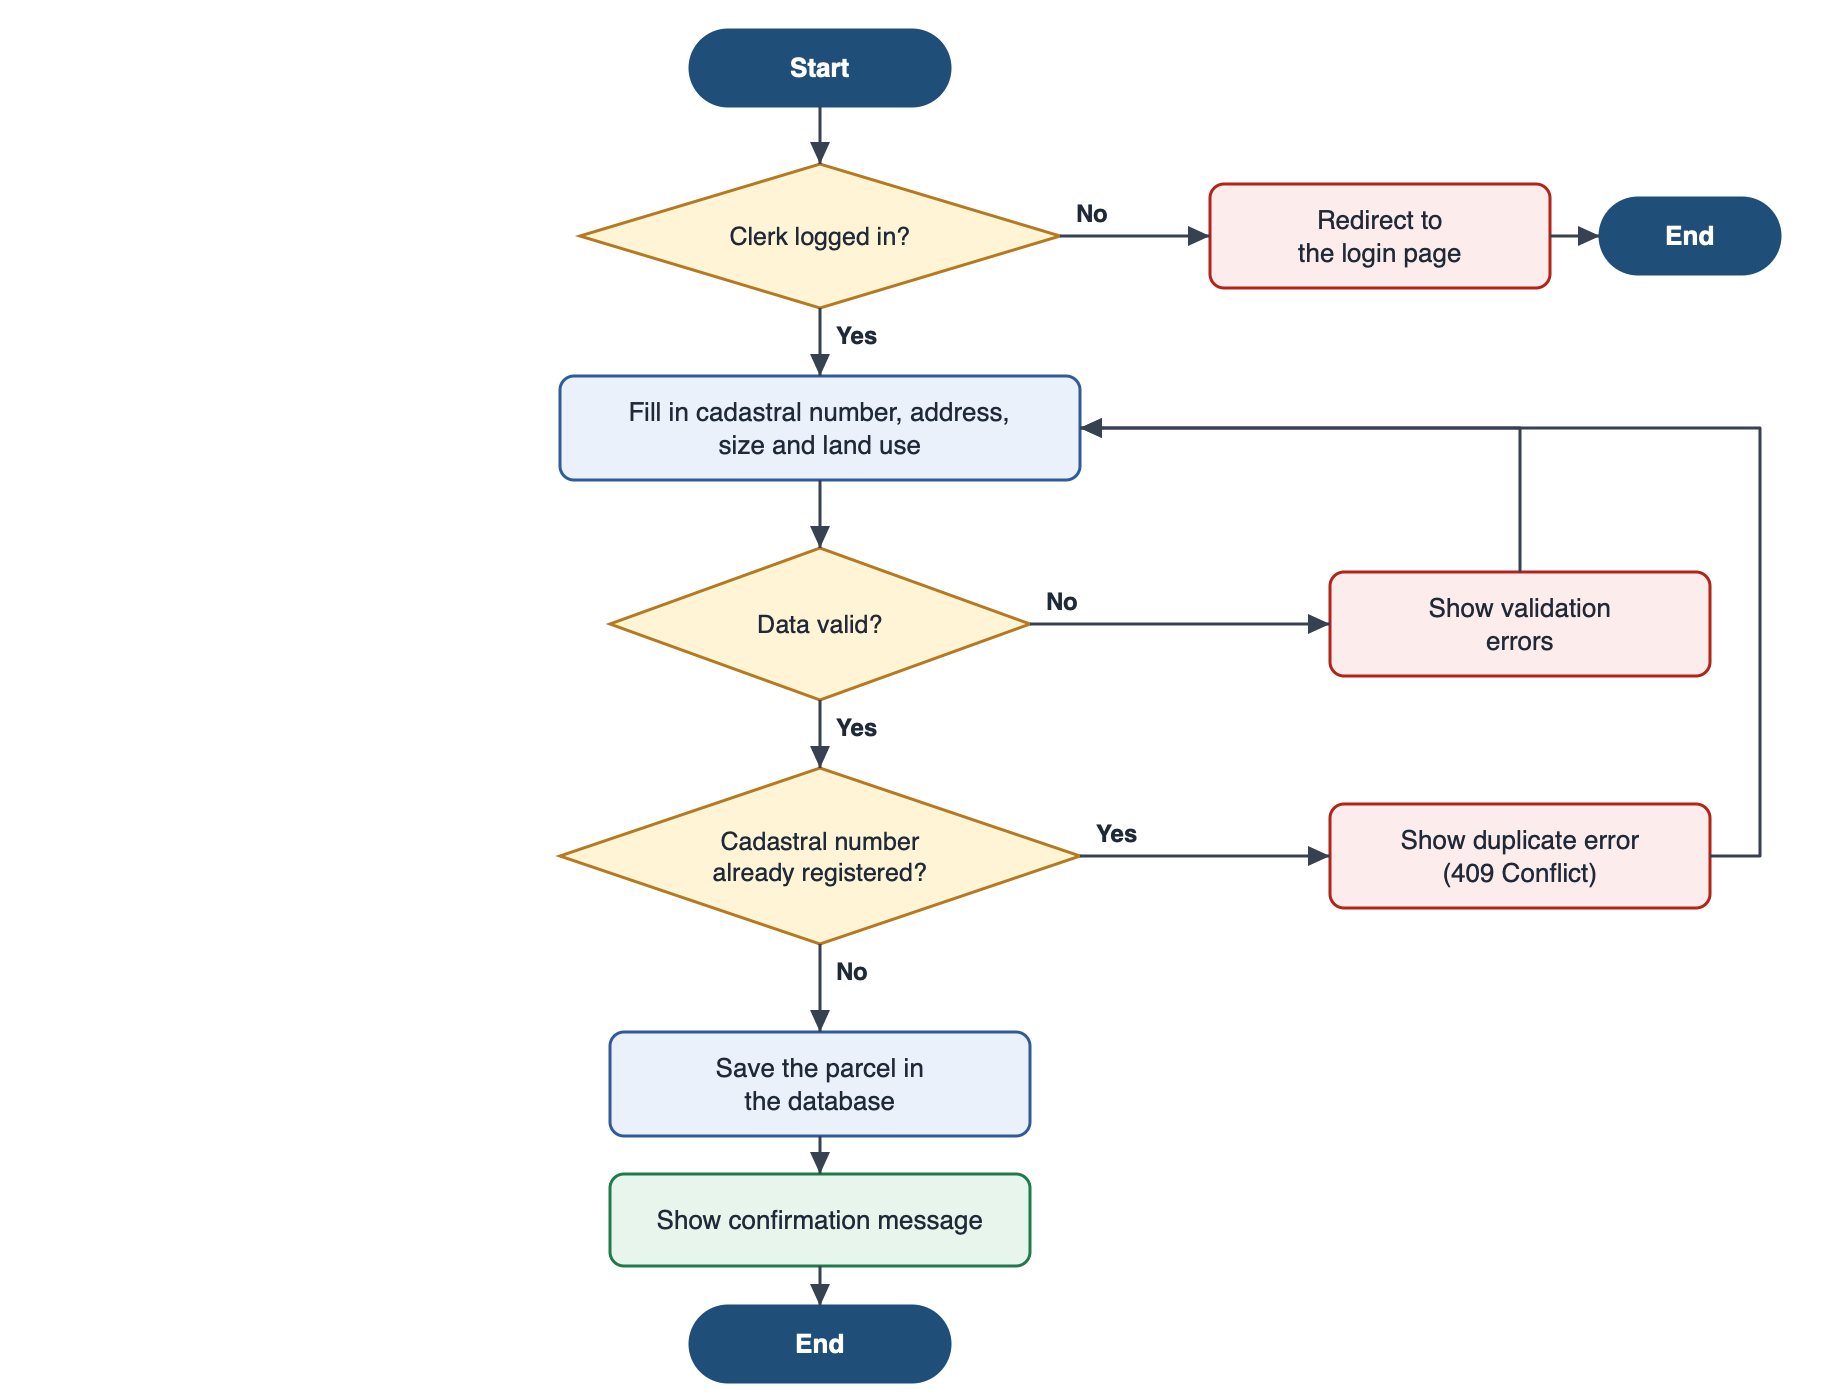 Start
Clerk logged in?
No
Redirect to
the login page
End
Yes
Fill in cadastral number, address,
size and land use
Data valid?
No
Show validation
errors
Yes
Cadastral number
already registered?
Yes
Show duplicate error
(409 Conflict)
No
Save the parcel in
the database
Show confirmation message
End